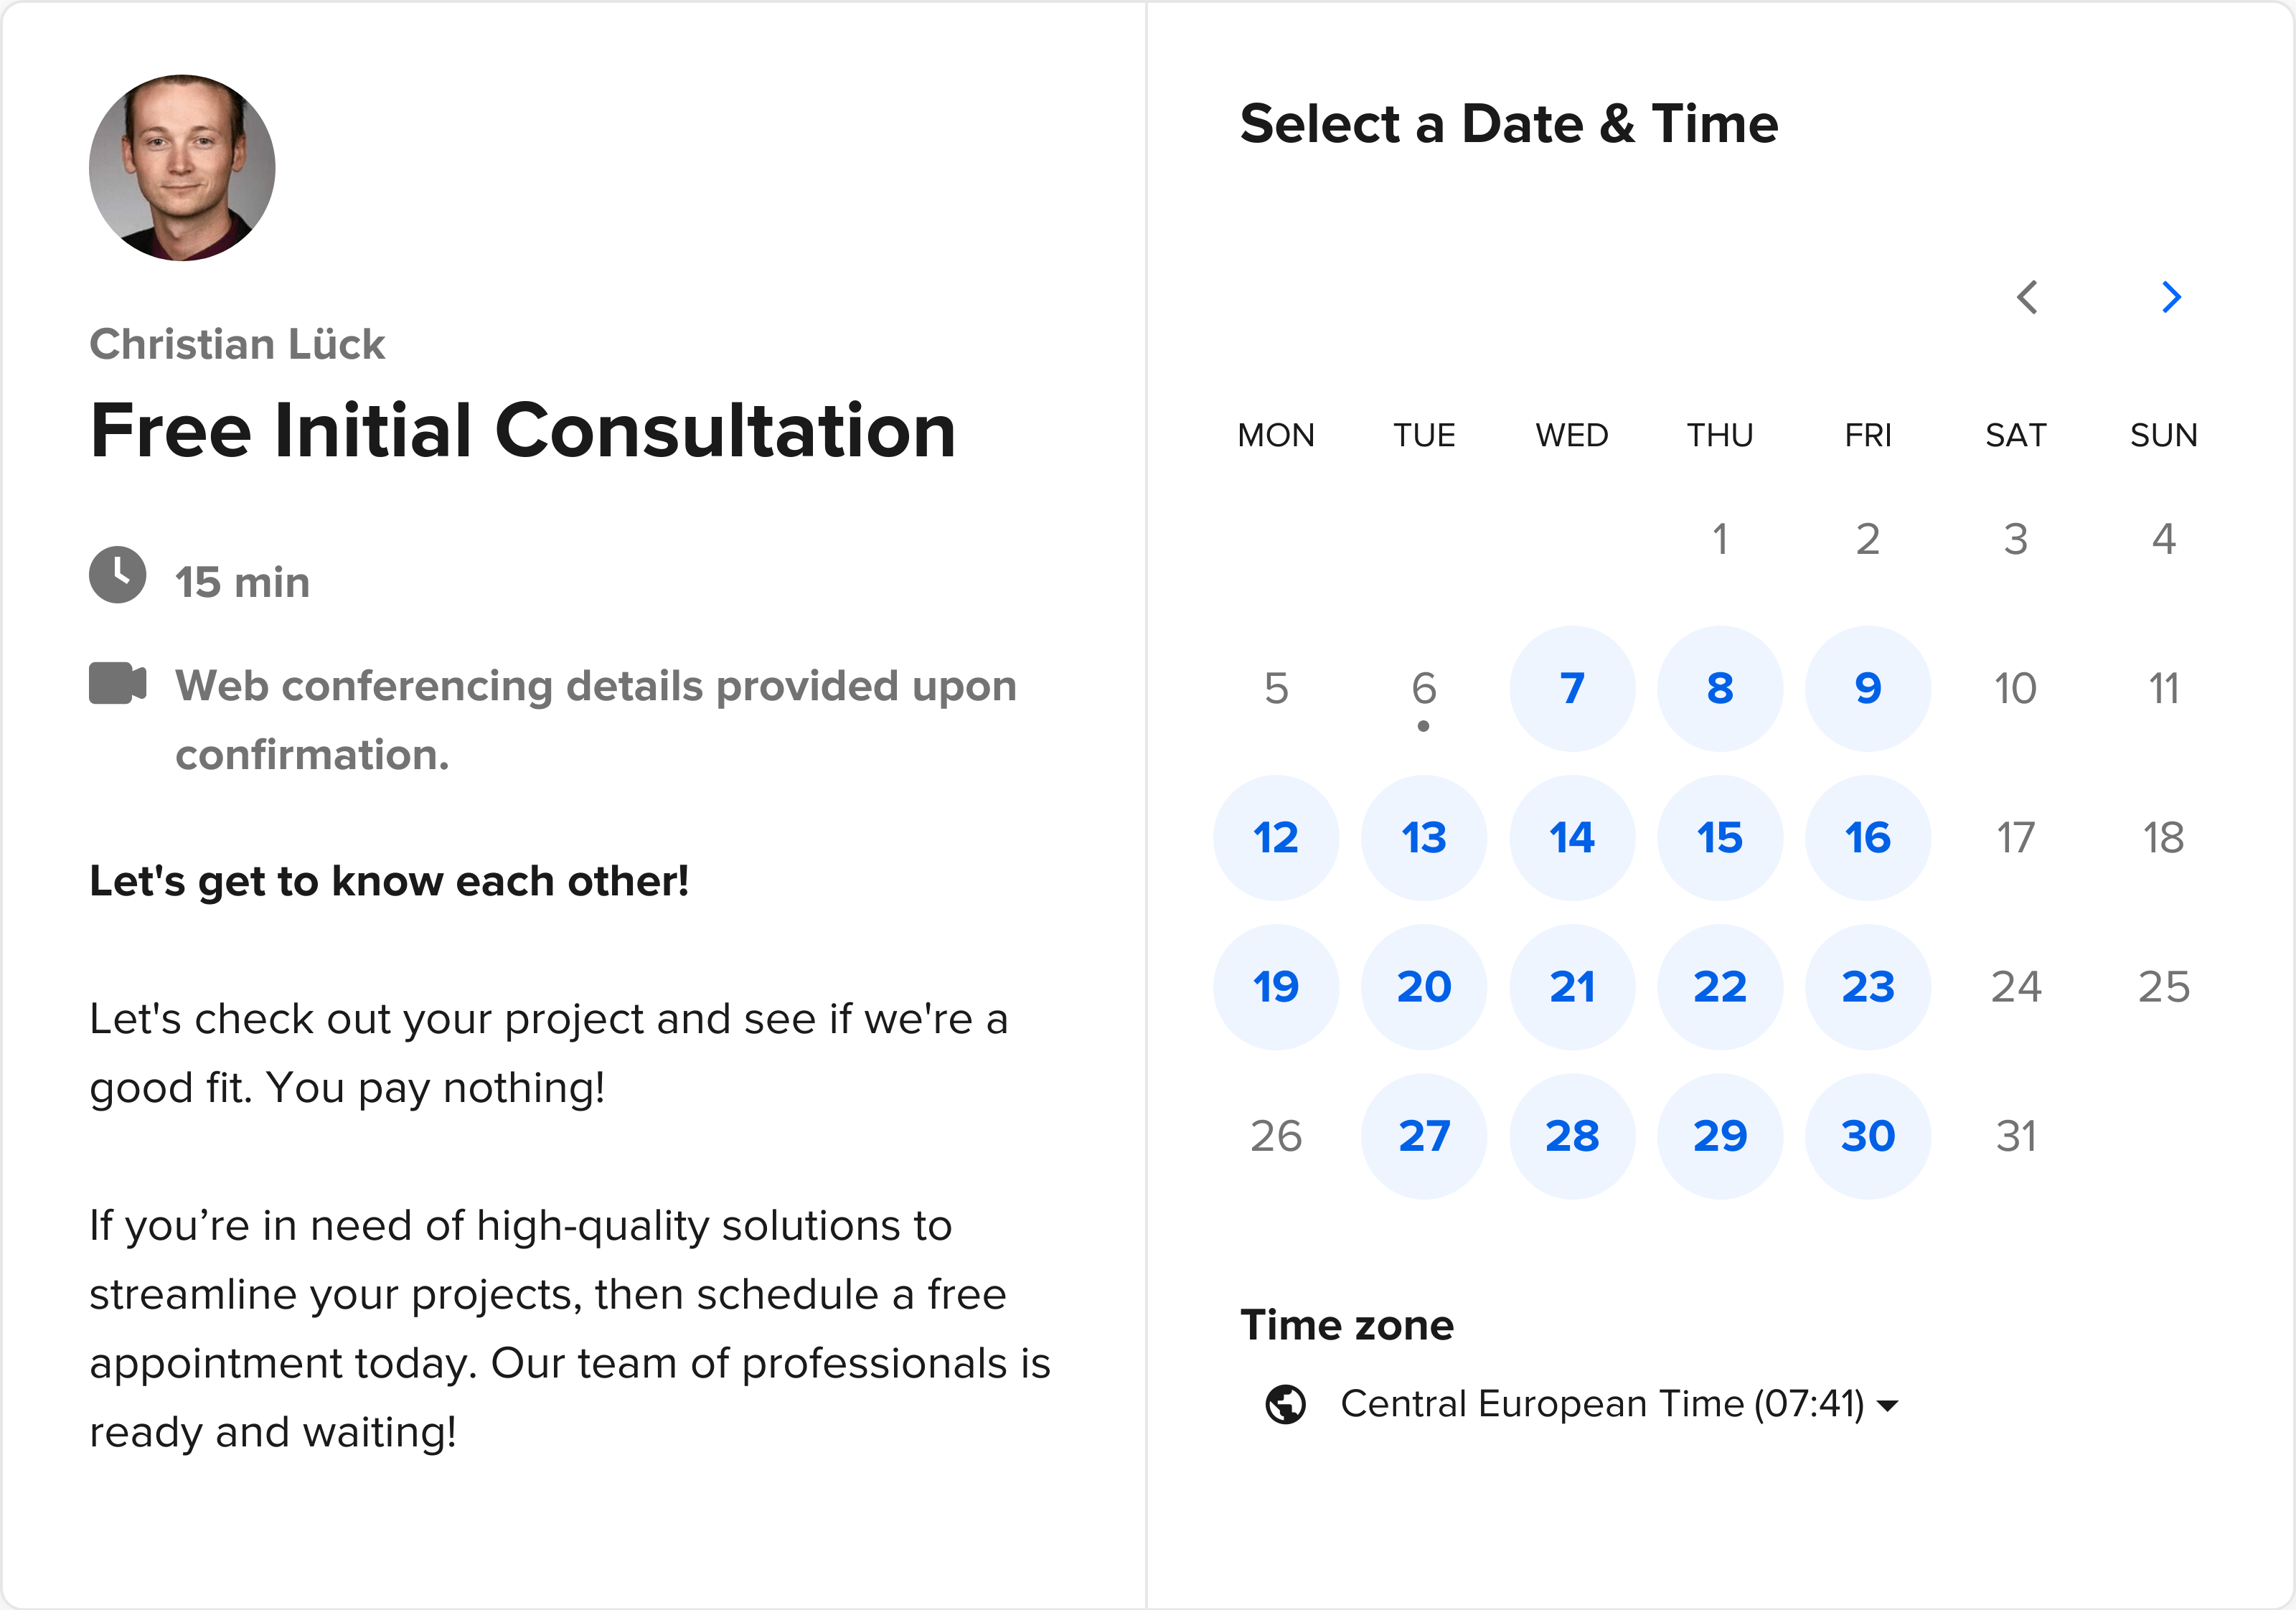 Christian Lück
Free Initial Consultation
15 min
Web conferencing details provided upon
confirmation.
Let's get to know each other!
Let's check out your project and see if we're a
good fit. You pay nothing!
If you’re in need of high-quality solutions to
streamline your projects, then schedule a free
appointment today. Our team of professionals is
ready and waiting!
Select a Date & Time
MON TUE WED THU FRI SAT SUN
1 2 3 4
5 6 7 8 9 10 11
12 13 14 15 16 17 18
19 20 21 22 23 24 25
26 27 28 29 30 31
Time zone
Central European Time (07:41)